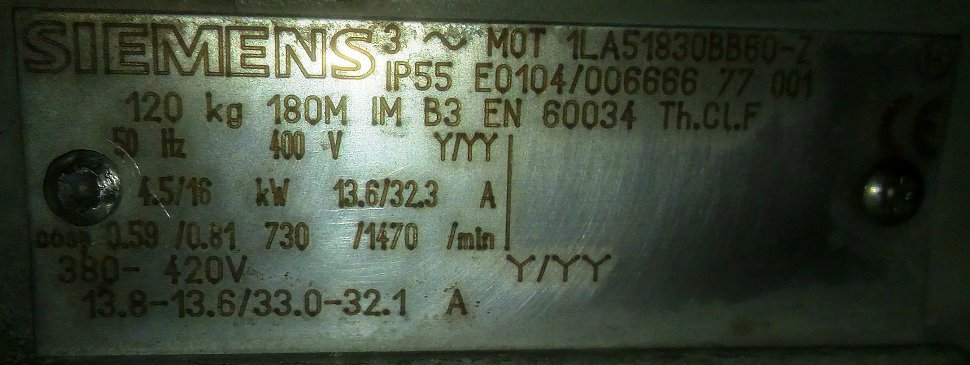 SIEMENS 3 ~ MOT 1LA51830BB60-Z
IP55 E0104/006666 77 001
120 kg 180M IM B3 EN 60034 Th.Cl.F
50 Hz 400 V Y/YY
4.5/16 kW 13.6/32.3 A
cosφ 0.59 /0.81 730 /1470 /min
380- 420V Y/YY
13.8-13.6/33.0-32.1 A
CE